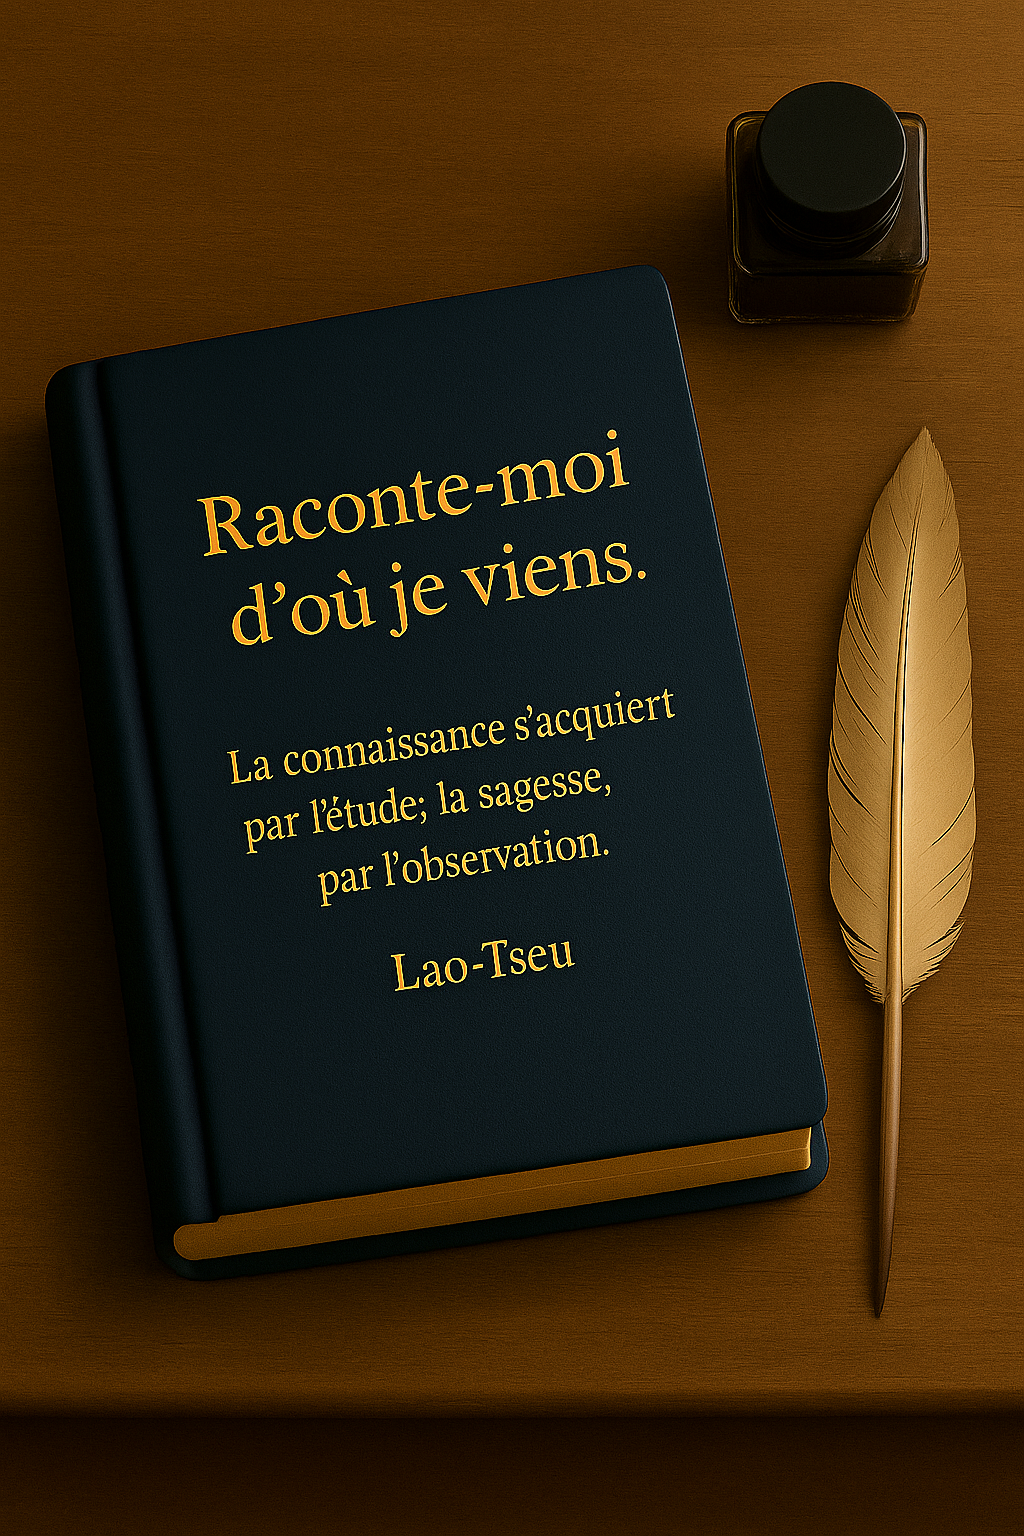 Raconte-moi
d’où je viens.
La connaissance s’acquiert
par l’étude; la sagesse,
par l’observation.
Lao-Tseu